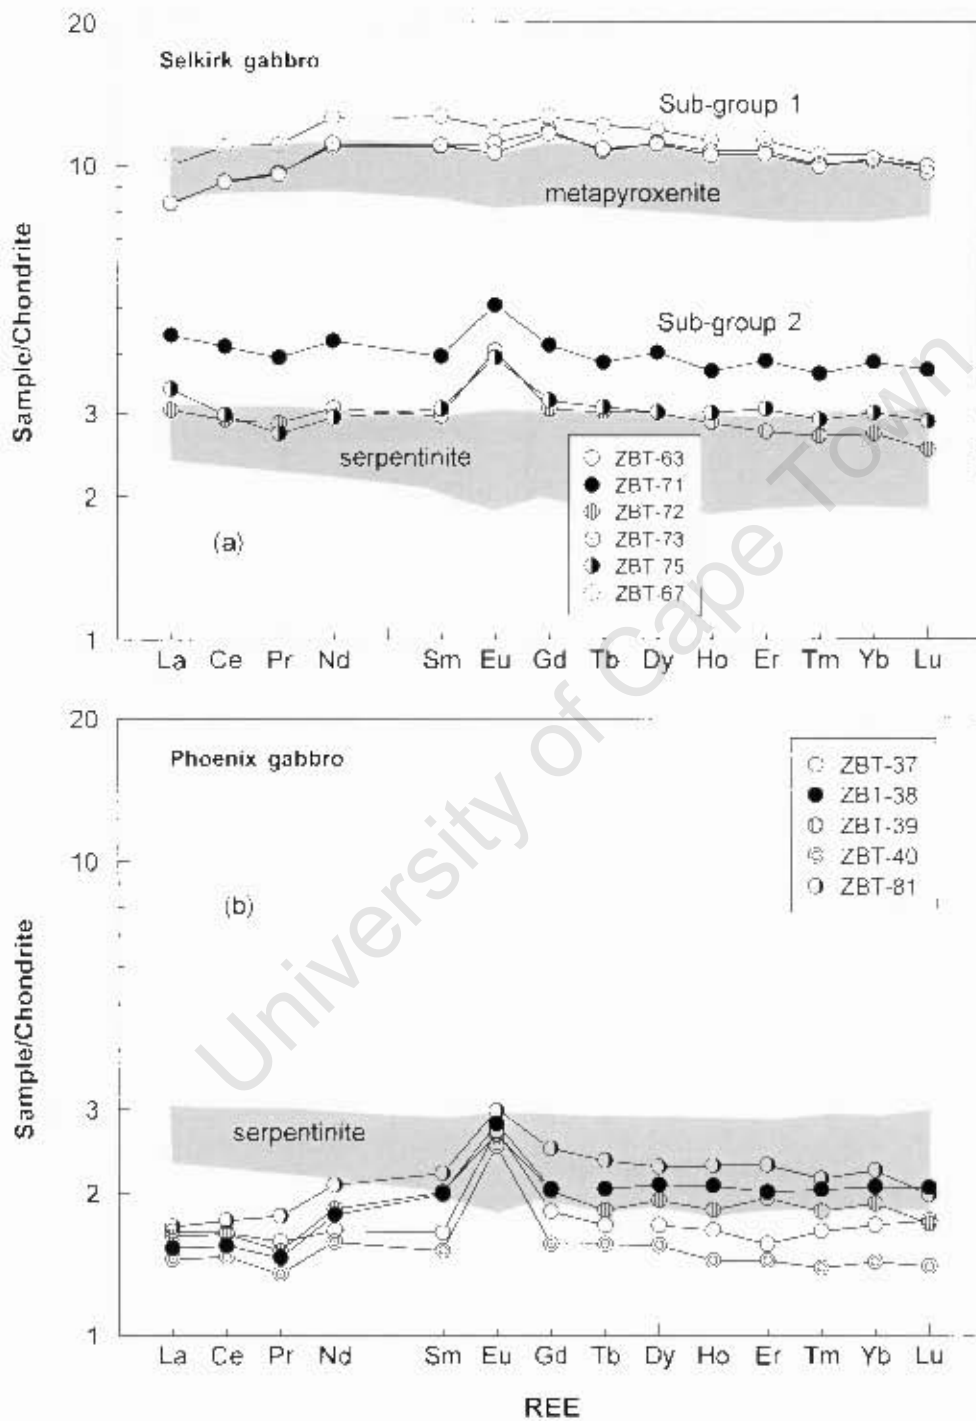 20
Selkirk gabbro
Sub-group 1
10
metapyroxenite
Sample/Chondrite
Sub-group 2
3
serpentinite
2
(a)
ZBT-63
ZBT-71
ZBT-72
ZBT-73
ZBT 75
ZBT-67
1
La Ce Pr Nd Sm Eu Gd Tb Dy Ho Er Tm Yb Lu
20
Phoenix gabbro
ZBT-37
ZBT-38
ZBT-39
ZBT-40
ZBT-81
10
(b)
Sample/Chondrite
3
serpentinite
2
1
La Ce Pr Nd Sm Eu Gd Tb Dy Ho Er Tm Yb Lu
REE
University of Cape Town